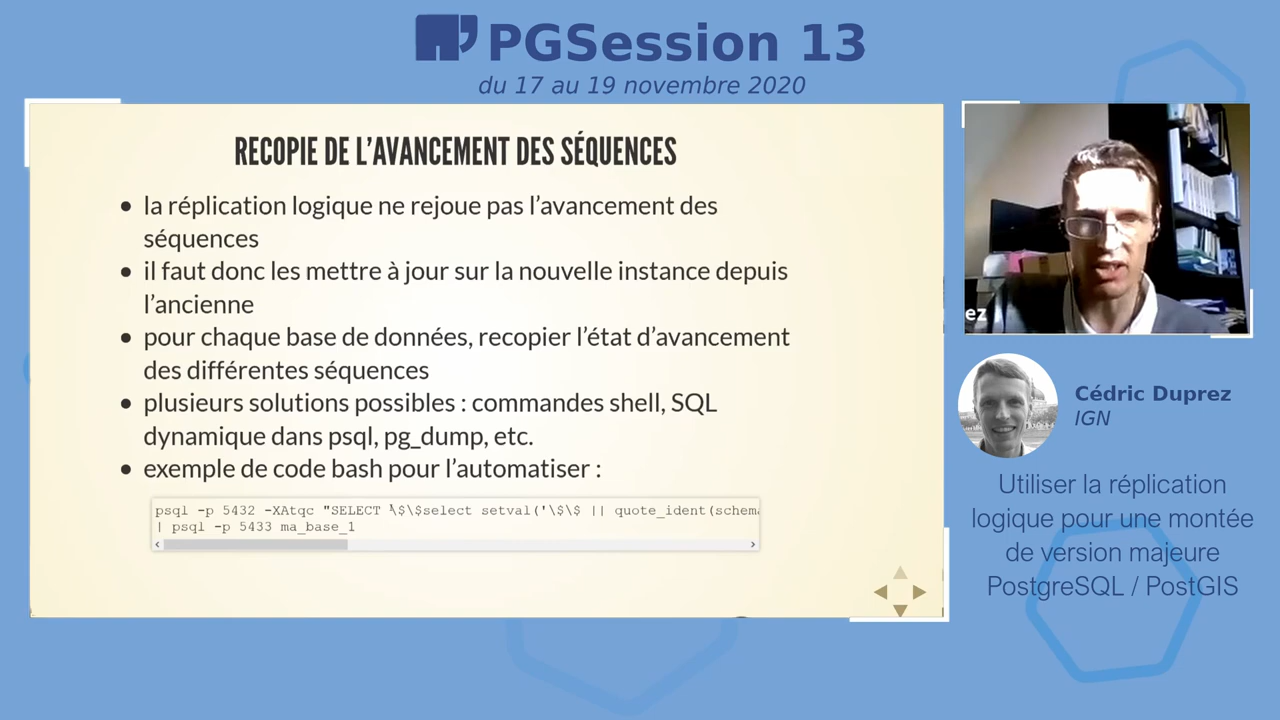 PGSession 13
du 17 au 19 novembre 2020
RECOPIE DE L'AVANCEMENT DES SÉQUENCES
la réplication logique ne rejoue pas l'avancement des
séquences
il faut donc les mettre à jour sur la nouvelle instance depuis
l'ancienne
pour chaque base de données, recopier l'état d'avancement
des différentes séquences
plusieurs solutions possibles : commandes shell, SQL
dynamique dans psql, pg_dump, etc.
exemple de code bash pour l'automatiser :
psql -p 5432 -XAtqc "SELECT \$\$select setval('\$\$ || quote_ident(schema
| psql -p 5433 ma_base_1
ez
Cédric Duprez
IGN
Utiliser la réplication
logique pour une montée
de version majeure
PostgreSQL / PostGIS